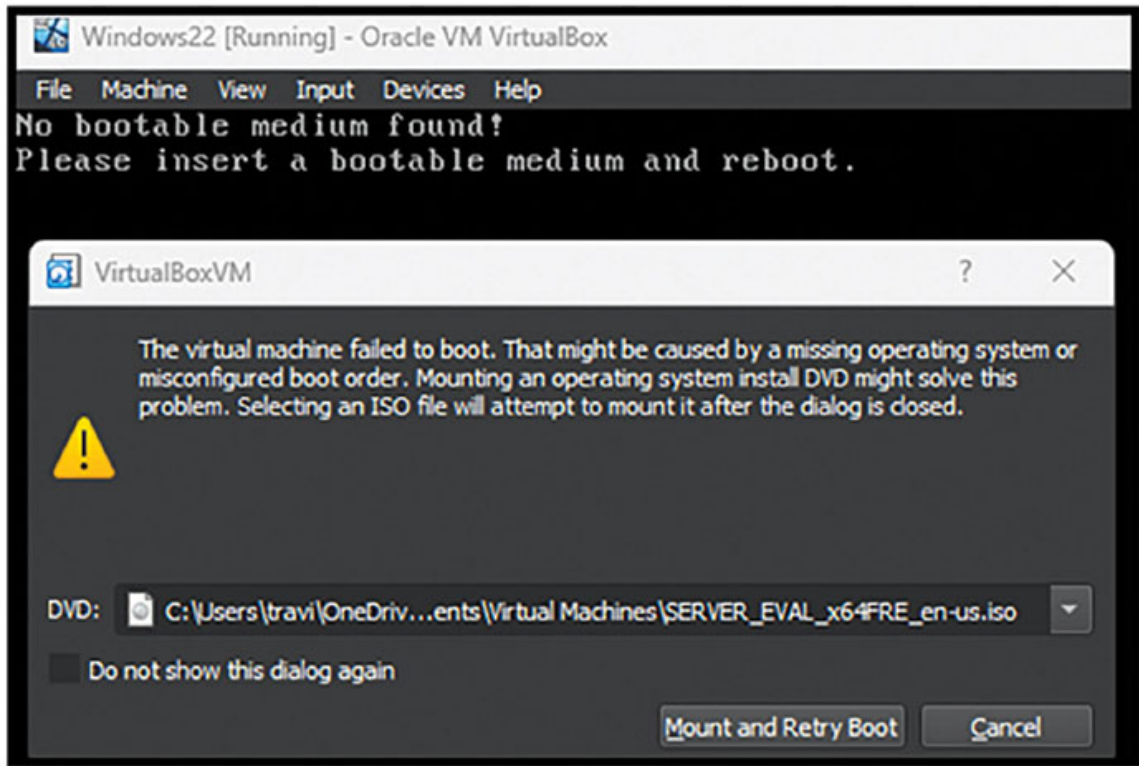 Windows22 [Running] - Oracle VM VirtualBox
File Machine View Input Devices Help
No bootable medium found!
Please insert a bootable medium and reboot.
VirtualBoxVM ? ×
The virtual machine failed to boot. That might be caused by a missing operating system or
misconfigured boot order. Mounting an operating system install DVD might solve this
problem. Selecting an ISO file will attempt to mount it after the dialog is closed.
DVD: C:\Users\travi\OneDriv...ents\Virtual Machines\SERVER_EVAL_x64FRE_en-us.iso
Do not show this dialog again
Mount and Retry Boot Cancel